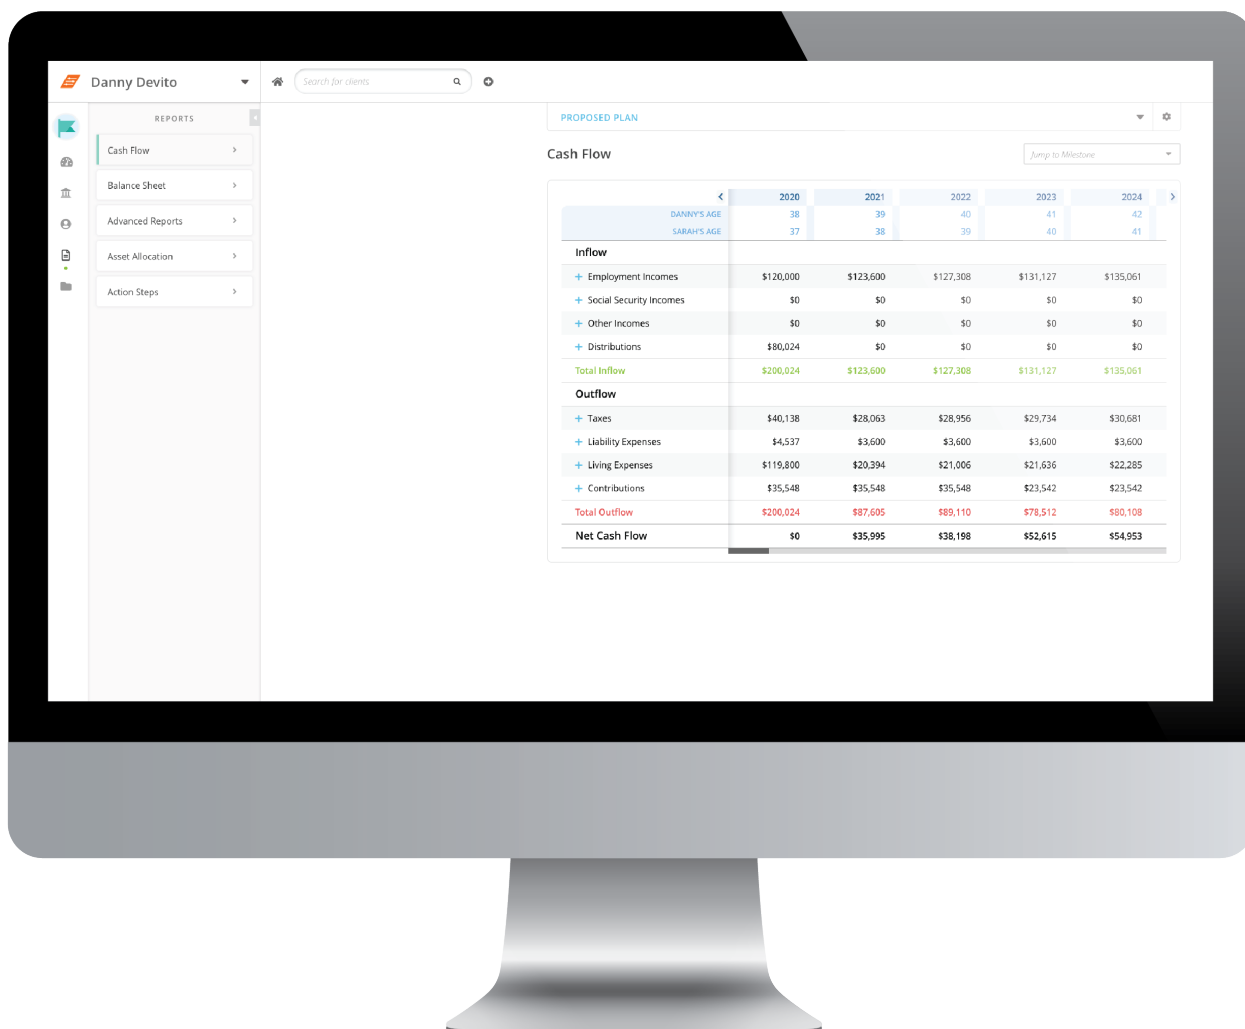 Danny Devito
Search for clients
REPORTS
Cash Flow
Balance Sheet
Advanced Reports
Asset Allocation
Action Steps
PROPOSED PLAN
Cash Flow
Jump to Milestone
2020 2021 2022 2023 2024
DANNY'S AGE 38 39 40 41 42
SARAH'S AGE 37 38 39 40 41
Inflow
+ Employment Incomes $120,000 $123,600 $127,308 $131,127 $135,061
+ Social Security Incomes $0 $0 $0 $0 $0
+ Other Incomes $0 $0 $0 $0 $0
+ Distributions $80,024 $0 $0 $0 $0
Total Inflow $200,024 $123,600 $127,308 $131,127 $135,061
Outflow
+ Taxes $40,138 $28,063 $28,956 $29,734 $30,681
+ Liability Expenses $4,537 $3,600 $3,600 $3,600 $3,600
+ Living Expenses $119,800 $20,394 $21,006 $21,636 $22,285
+ Contributions $35,548 $35,548 $35,548 $23,542 $23,542
Total Outflow $200,024 $87,605 $89,110 $78,512 $80,108
Net Cash Flow $0 $35,995 $38,198 $52,615 $54,953